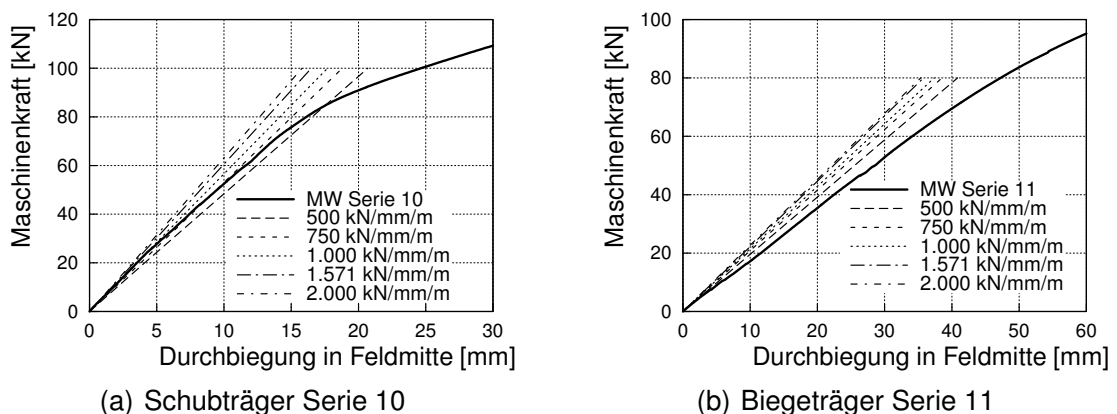 Maschinenkraft [kN]
120
100
80
60
40
20
0
MW Serie 10
500 kN/mm/m
750 kN/mm/m
1.000 kN/mm/m
1.571 kN/mm/m
2.000 kN/mm/m
0 5 10 15 20 25 30
Durchbiegung in Feldmitte [mm]
(a) Schubträger Serie 10
Maschinenkraft [kN]
100
80
60
40
20
0
MW Serie 11
500 kN/mm/m
750 kN/mm/m
1.000 kN/mm/m
1.571 kN/mm/m
2.000 kN/mm/m
0 10 20 30 40 50 60
Durchbiegung in Feldmitte [mm]
(b) Biegeträger Serie 11